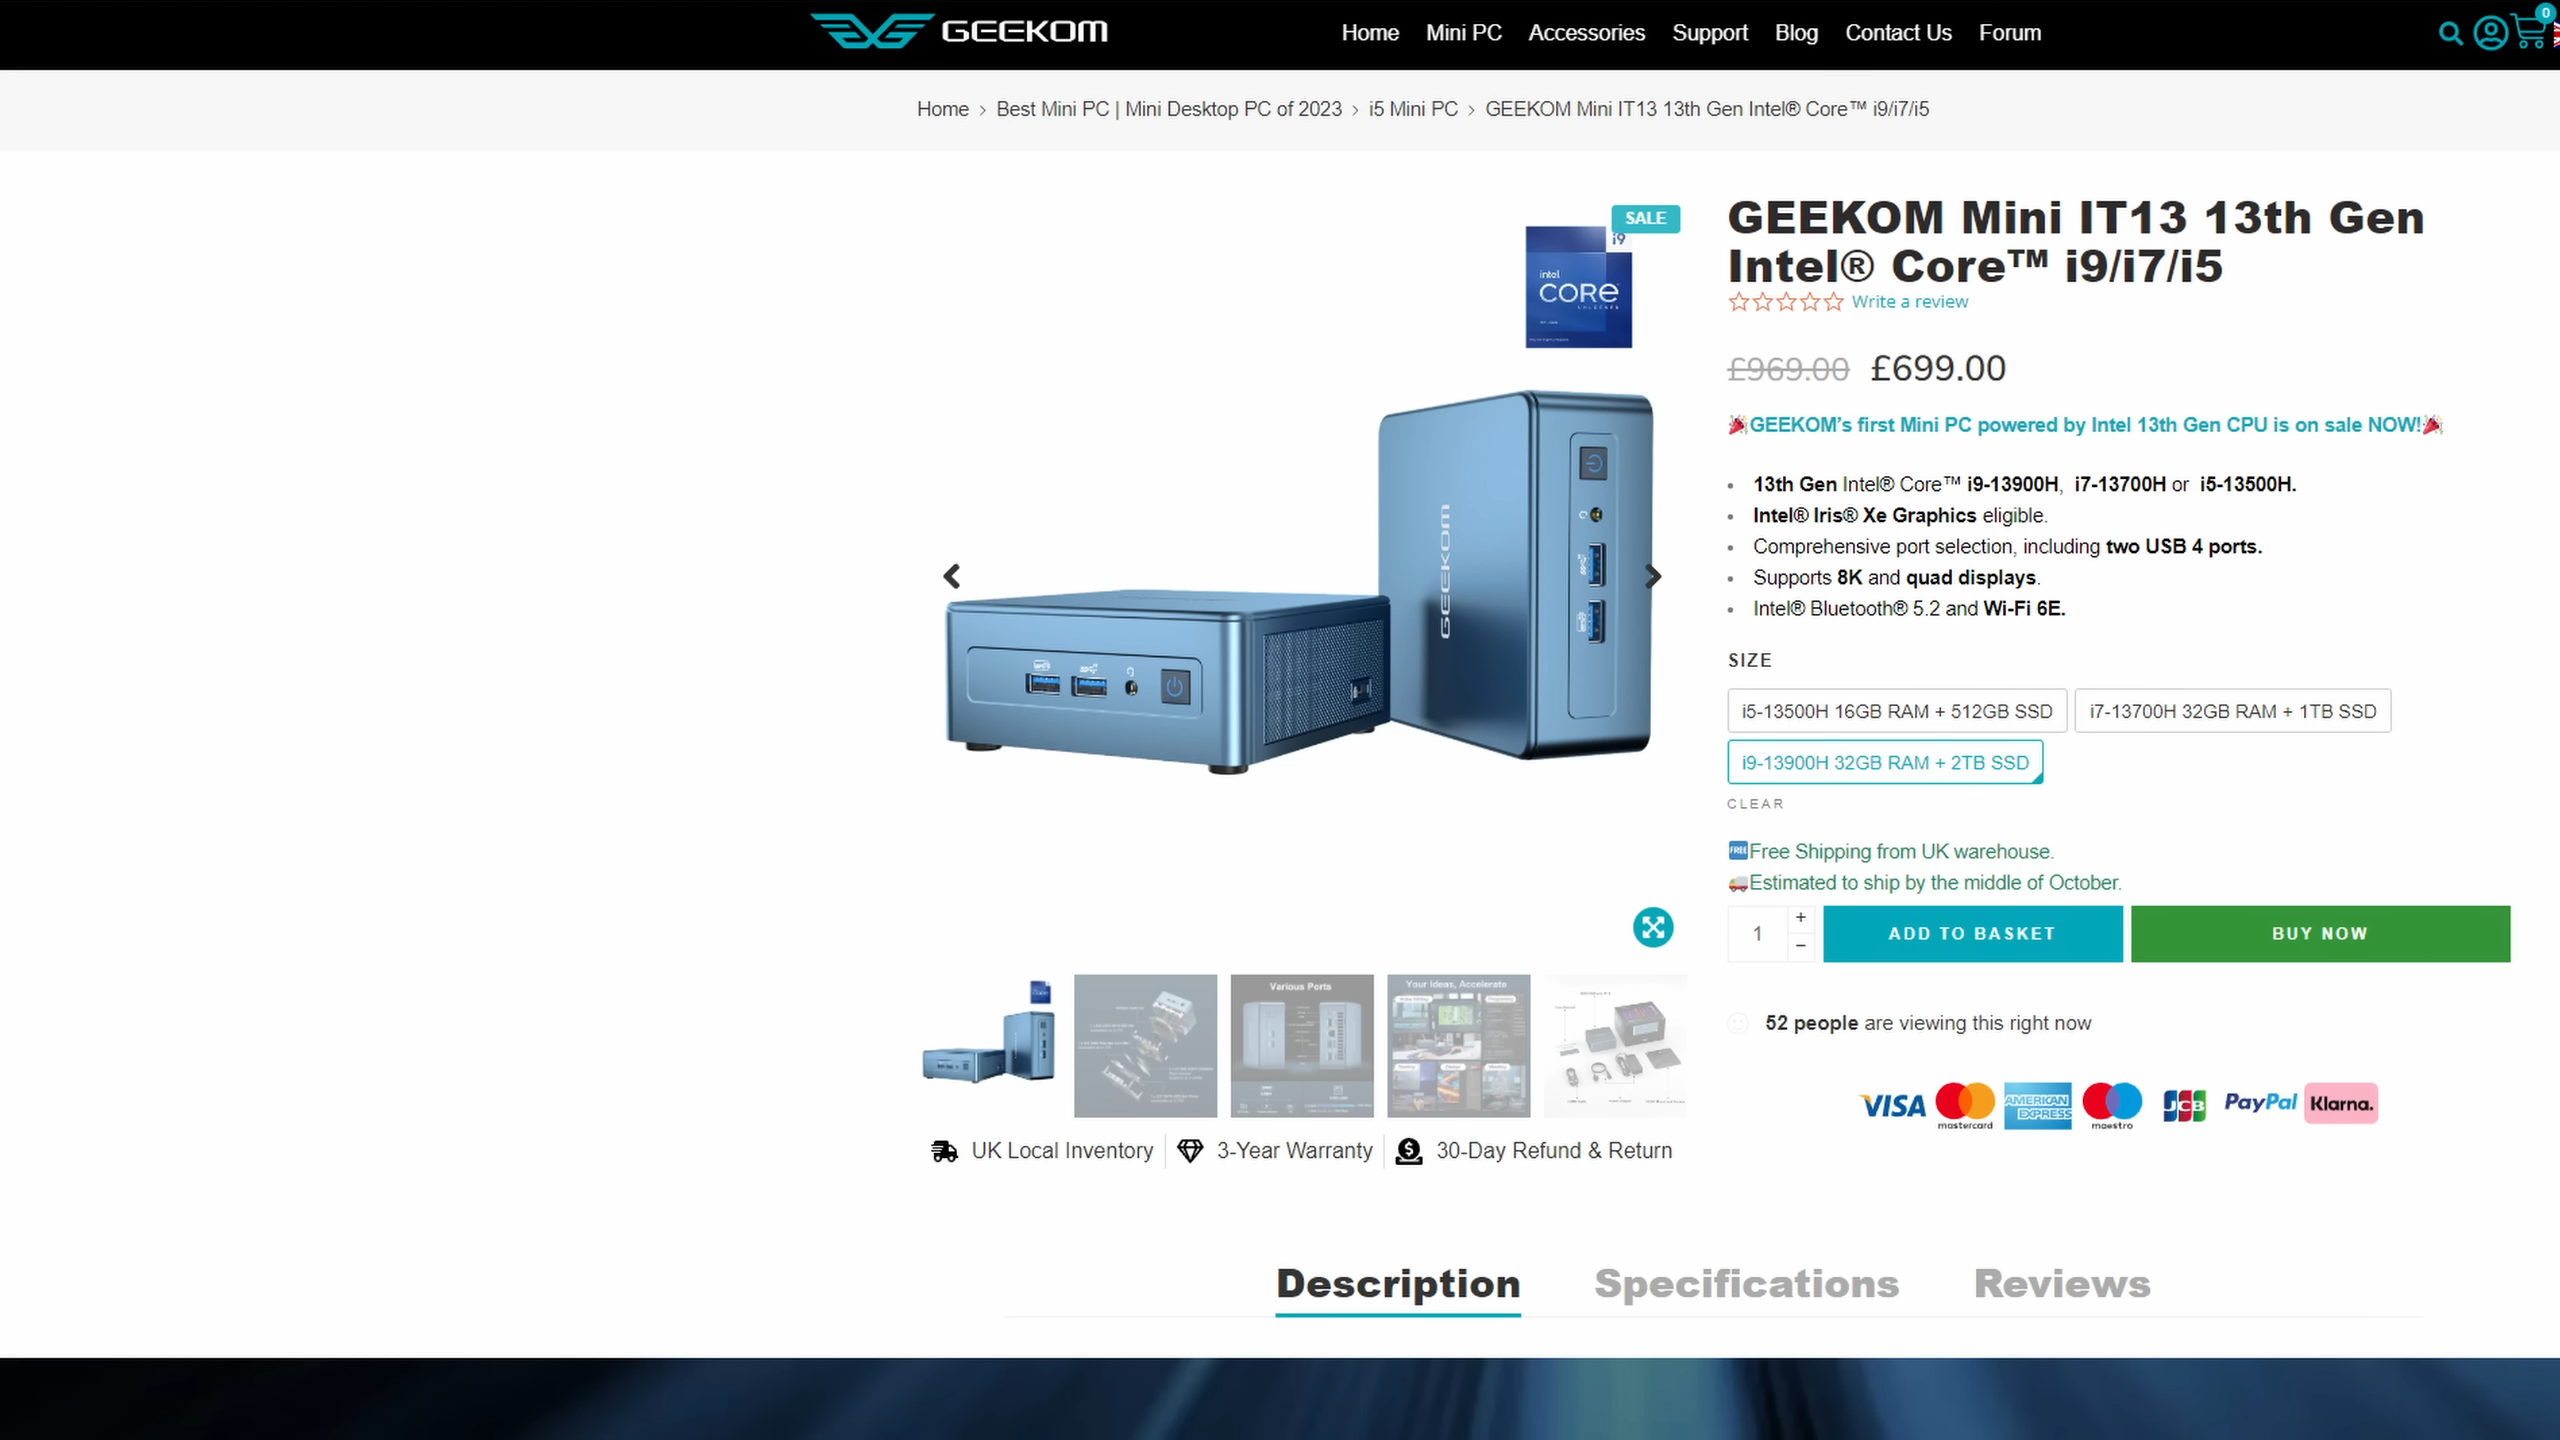 GEEKOM
Home Mini PC Accessories Support Blog Contact Us Forum
0
Home › Best Mini PC | Mini Desktop PC of 2023 › i5 Mini PC › GEEKOM Mini IT13 13th Gen Intel® Core™ i9/i7/i5
SALE
i9
intel
CORE
UNLOCKED
GEEKOM
GEEKOM Mini IT13 13th Gen
Intel® Core™ i9/i7/i5
Write a review
£969.00 £699.00
GEEKOM's first Mini PC powered by Intel 13th Gen CPU is on sale NOW!
• 13th Gen Intel® Core™ i9-13900H, i7-13700H or i5-13500H.
• Intel® Iris® Xe Graphics eligible.
• Comprehensive port selection, including two USB 4 ports.
• Supports 8K and quad displays.
• Intel® Bluetooth® 5.2 and Wi-Fi 6E.
SIZE
i5-13500H 16GB RAM + 512GB SSD i7-13700H 32GB RAM + 1TB SSD
i9-13900H 32GB RAM + 2TB SSD
CLEAR
FREE Free Shipping from UK warehouse.
Estimated to ship by the middle of October.
1 + − ADD TO BASKET BUY NOW
Various Ports
Your Ideas, Accelerate
52 people are viewing this right now
VISA mastercard AMERICAN EXPRESS maestro JCB PayPal Klarna.
UK Local Inventory 3-Year Warranty 30-Day Refund & Return
Description Specifications Reviews